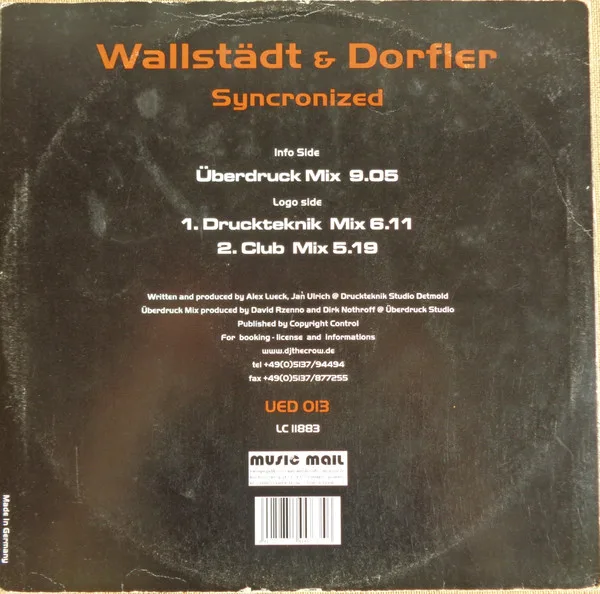 Wallstädt & Dorfler
Syncronized
Info Side
Überdruck Mix 9.05
Logo side
1. Druckteknik Mix 6.11
2. Club Mix 5.19
Written and produced by Alex Lueck, Jan Ulrich @ Druckteknik Studio Detmold
Überdruck Mix produced by David Rzenno and Dirk Nothroff @ Überdruck Studio
Published by Copyright Control
For booking - license and informations
www.djthecrow.de
tel +49(0)5137/94494
fax +49(0)5137/877255
UED 013
LC 11883
music mail
Made in Germany